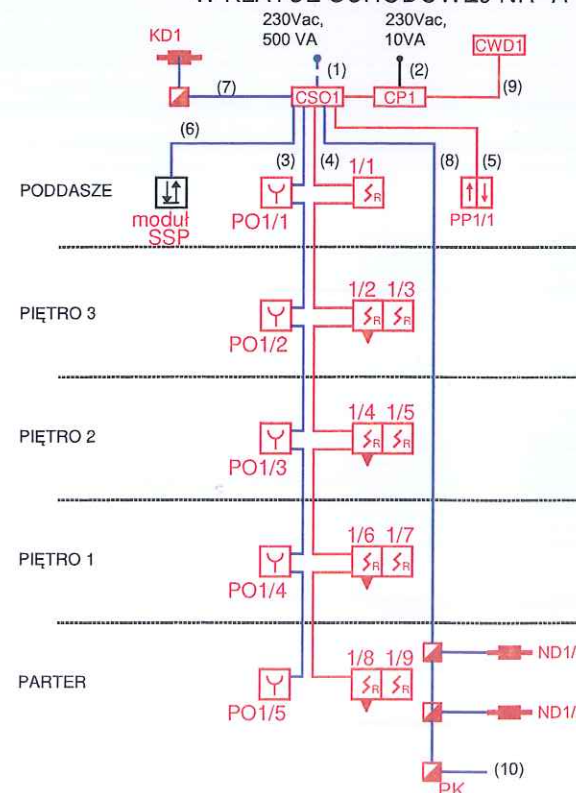 KD1
230Vac,
500 VA
230Vac,
10VA
CWD1
(1)
(2)
(7)
CSO1
CP1
(9)
(6)
(3)
(4)
(8)
(5)
PODDASZE
moduł
SSP
PO1/1
1/1
R
PP1/1
PIĘTRO 3
PO1/2
1/2 1/3
R R
PIĘTRO 2
PO1/3
1/4 1/5
R R
PIĘTRO 1
PO1/4
1/6 1/7
R R
PARTER
PO1/5
1/8 1/9
R R
ND1/
ND1/
(10)
PK